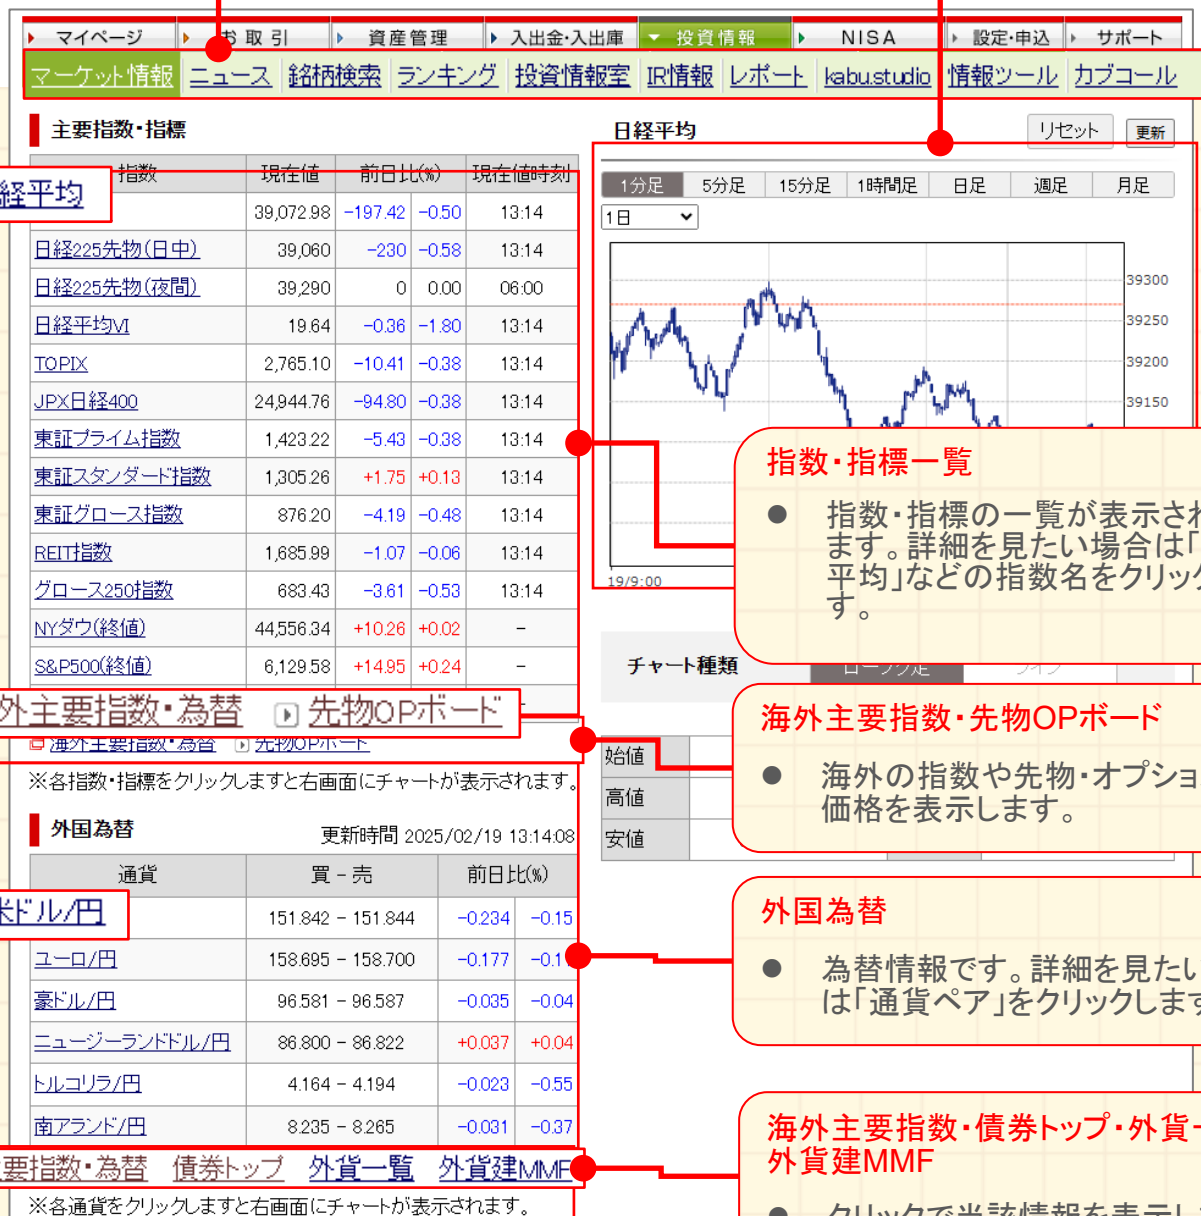 マイページ お取引 資産管理 入出金・入出庫 投資情報 NISA 設定・申込 サポート
マーケット情報 ニュース 銘柄検索 ランキング 投資情報室 IR情報 レポート kabu.studio 情報ツール カブコール
主要指数・指標
指数 現在値 前日比(%) 現在値時刻
経平均 39,072.98 -197.42 -0.50 13:14
日経225先物(日中) 39,060 -230 -0.58 13:14
日経225先物(夜間) 39,290 0 0.00 06:00
日経平均VI 19.64 -0.36 -1.80 13:14
TOPIX 2,765.10 -10.41 -0.38 13:14
JPX日経400 24,944.76 -94.80 -0.38 13:14
東証プライム指数 1,423.22 -5.43 -0.38 13:14
東証スタンダード指数 1,305.26 +1.75 +0.13 13:14
東証グロース指数 876.20 -4.19 -0.48 13:14
REIT指数 1,685.99 -1.07 -0.06 13:14
グロース250指数 683.43 -3.61 -0.53 13:14
NYダウ(終値) 44,556.34 +10.26 +0.02 -
S&P500(終値) 6,129.58 +14.95 +0.24 -
外主要指数・為替 先物OPボード
海外主要指数・為替 先物OPボード
※各指数・指標をクリックしますと右画面にチャートが表示されます。
外国為替 更新時間 2025/02/19 13:14:08
通貨 買 - 売 前日比(%)
米ドル/円 151.842 - 151.844 -0.234 -0.15
ユーロ/円 158.695 - 158.700 -0.177 -0.1
豪ドル/円 96.581 - 96.587 -0.035 -0.04
ニュージーランドドル/円 86.800 - 86.822 +0.037 +0.04
トルコリラ/円 4.164 - 4.194 -0.023 -0.55
南アランド/円 8.235 - 8.265 -0.031 -0.37
要指数・為替 債券トップ 外貨一覧 外貨建MMF
※各通貨をクリックしますと右画面にチャートが表示されます。
日経平均 リセット 更新
1分足 5分足 15分足 1時間足 日足 週足 月足
1日
39300
39250
39200
39150
19/9:00
指数・指標一覧
● 指数・指標の一覧が表示され
ます。詳細を見たい場合は「
平均」などの指数名をクリック
す。
チャート種類 ローソク足 ライン
海外主要指数・先物OPボード
● 海外の指数や先物・オプショ
価格を表示します。
始値
高値
安値
外国為替
● 為替情報です。詳細を見たい
は「通貨ペア」をクリックします
海外主要指数・債券トップ・外貨一
外貨建MMF
● クリックで当該情報を表示し